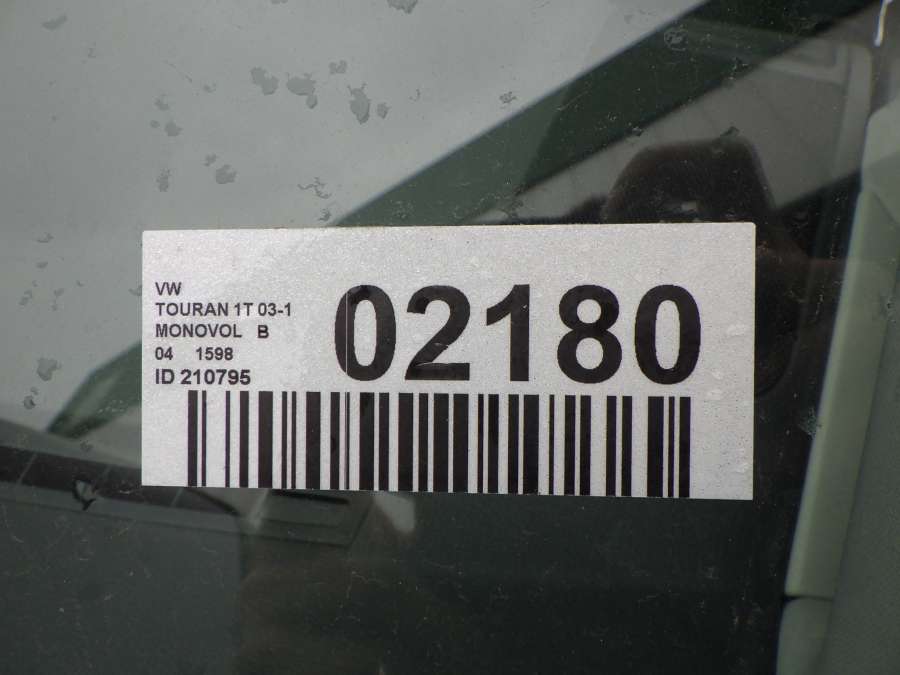 VW
TOURAN 1T 03-1
MONOVOL B
04 1598
ID 210795
02180